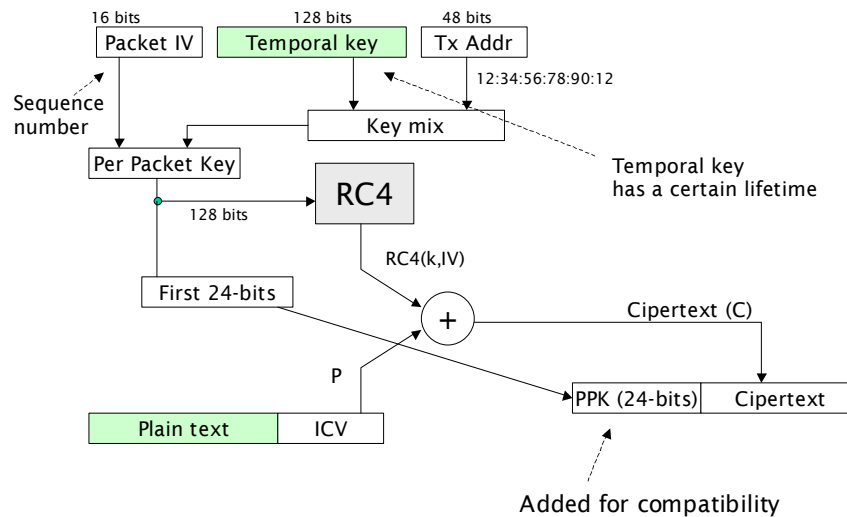 16 bits
128 bits
48 bits
Packet IV
Temporal key
Tx Addr
12:34:56:78:90:12
Sequence
number
Key mix
Per Packet Key
Temporal key
has a certain lifetime
RC4
128 bits
RC4(k,IV)
First 24-bits
+
Cipertext (C)
P
PPK (24-bits)
Cipertext
Plain text
ICV
Added for compatibility